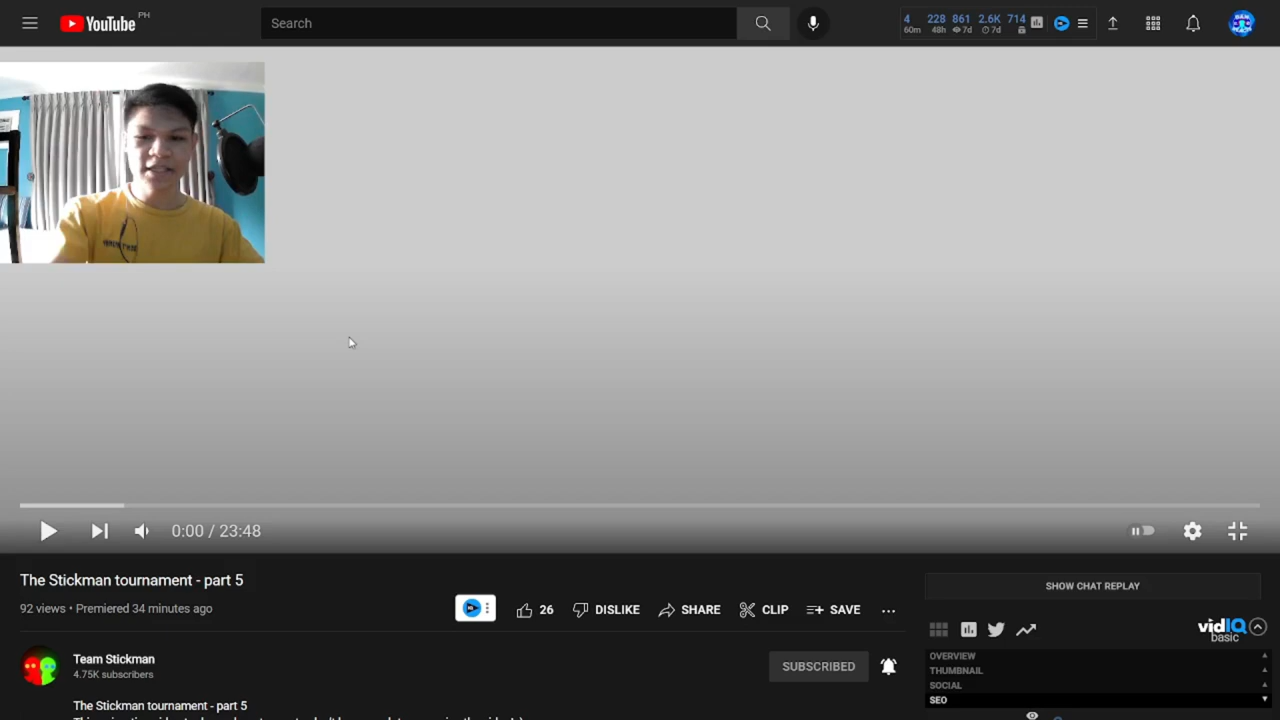 YouTube PH
Search
4 228 861 2.6K 714
60m 48h 7d 7d
0:00 / 23:48
The Stickman tournament - part 5
92 views • Premiered 34 minutes ago
26 DISLIKE SHARE CLIP SAVE
SHOW CHAT REPLAY
vidIQ
basic
Team Stickman
4.75K subscribers
SUBSCRIBED
OVERVIEW
THUMBNAIL
SOCIAL
SEO
The Stickman tournament - part 5